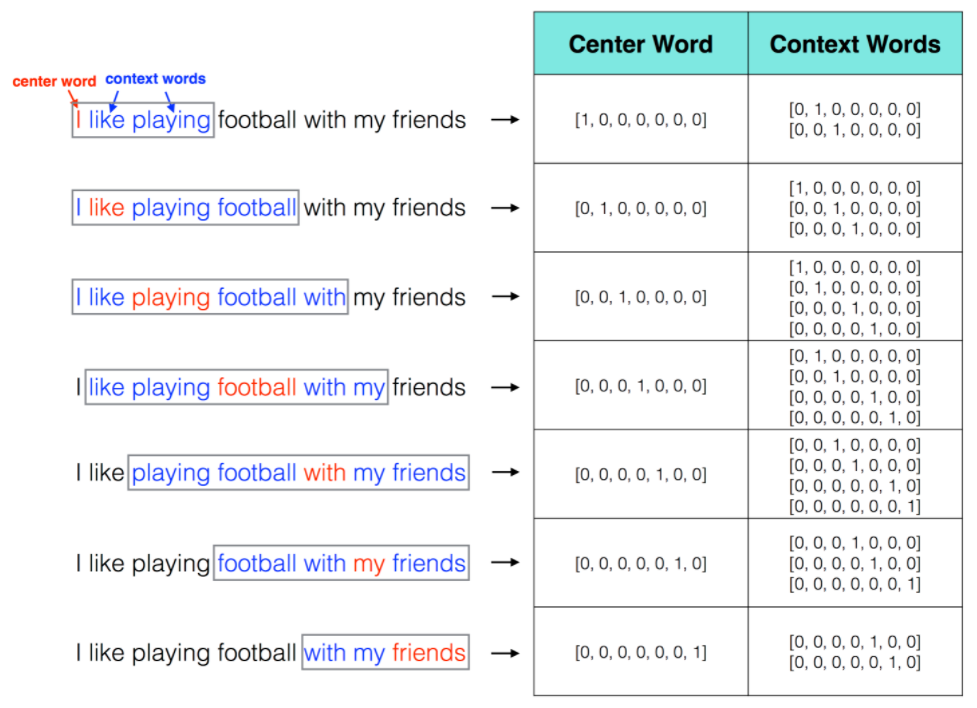 Center Word Context Words
center word context words
I like playing football with my friends
[1, 0, 0, 0, 0, 0, 0]
[0, 1, 0, 0, 0, 0, 0]
[0, 0, 1, 0, 0, 0, 0]
I like playing football with my friends
[0, 1, 0, 0, 0, 0, 0]
[1, 0, 0, 0, 0, 0, 0]
[0, 0, 1, 0, 0, 0, 0]
[0, 0, 0, 1, 0, 0, 0]
I like playing football with my friends
[0, 0, 1, 0, 0, 0, 0]
[1, 0, 0, 0, 0, 0, 0]
[0, 1, 0, 0, 0, 0, 0]
[0, 0, 0, 1, 0, 0, 0]
[0, 0, 0, 0, 1, 0, 0]
I like playing football with my friends
[0, 0, 0, 1, 0, 0, 0]
[0, 1, 0, 0, 0, 0, 0]
[0, 0, 1, 0, 0, 0, 0]
[0, 0, 0, 0, 1, 0, 0]
[0, 0, 0, 0, 0, 1, 0]
I like playing football with my friends
[0, 0, 0, 0, 1, 0, 0]
[0, 0, 1, 0, 0, 0, 0]
[0, 0, 0, 1, 0, 0, 0]
[0, 0, 0, 0, 0, 1, 0]
[0, 0, 0, 0, 0, 0, 1]
I like playing football with my friends
[0, 0, 0, 0, 0, 1, 0]
[0, 0, 0, 1, 0, 0, 0]
[0, 0, 0, 0, 1, 0, 0]
[0, 0, 0, 0, 0, 0, 1]
I like playing football with my friends
[0, 0, 0, 0, 0, 0, 1]
[0, 0, 0, 0, 1, 0, 0]
[0, 0, 0, 0, 0, 1, 0]